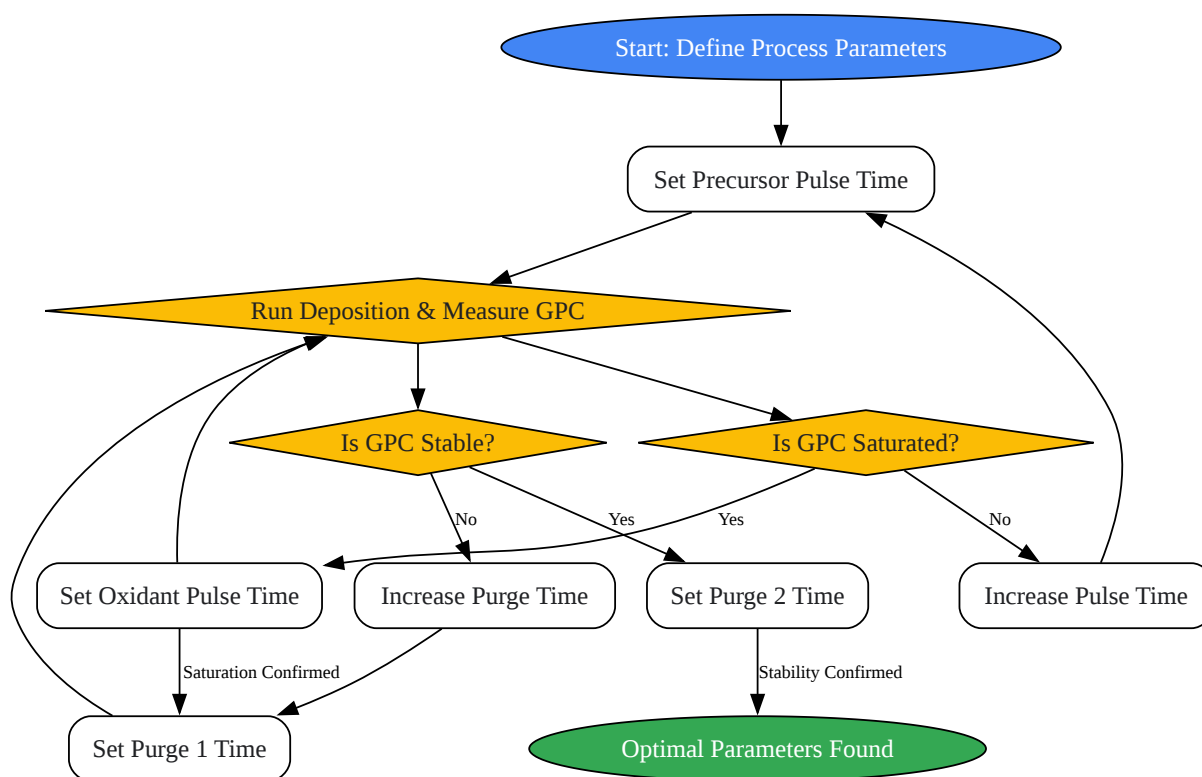 Start: Define Process Parameters
Set Precursor Pulse Time
Run Deposition & Measure GPC
Is GPC Stable?
Is GPC Saturated?
No
Yes
Yes
No
Set Oxidant Pulse Time
Increase Purge Time
Set Purge 2 Time
Increase Pulse Time
Saturation Confirmed
Stability Confirmed
Set Purge 1 Time
Optimal Parameters Found